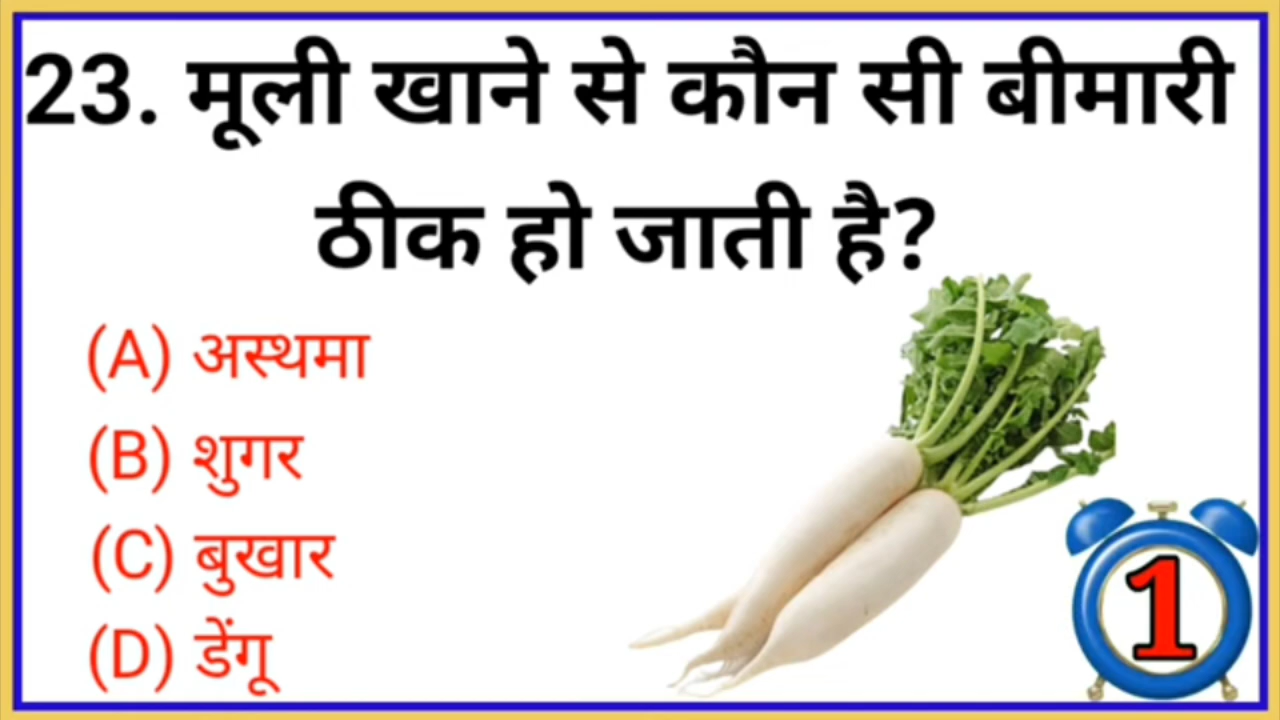 23. मूली खाने से कौन सी बीमारी
ठीक हो जाती है?
(A) अस्थमा
(B) शुगर
(C) बुखार
(D) डेंगू
1